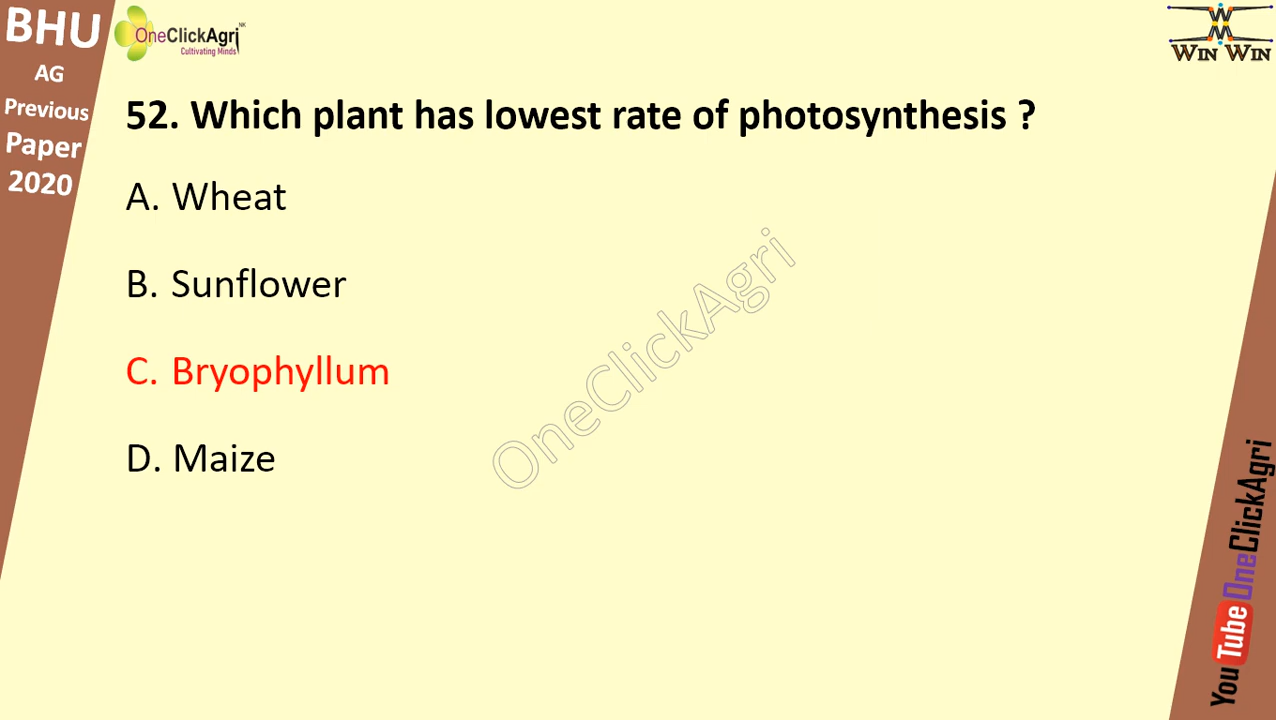 BHU
AG
Previous
Paper
2020
OneClickAgri NK
Cultivating Minds
WIN WIN
52. Which plant has lowest rate of photosynthesis ?
A. Wheat
B. Sunflower
C. Bryophyllum
D. Maize
OneClickAgri
YouTube OneClickAgri